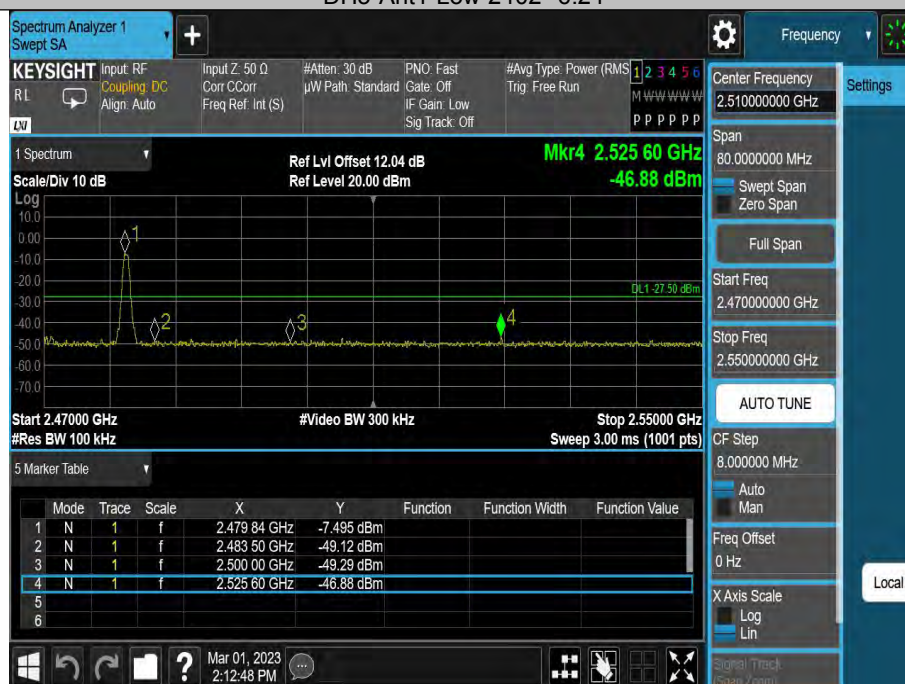 Spectrum Analyzer 1
Swept SA
+
Frequency
KEYSIGHT
RL
LXI
Input: RF
Coupling: DC
Align: Auto
Input Z: 50 Ω
Corr CCorr
Freq Ref: Int (S)
#Atten: 30 dB
µW Path: Standard
PNO: Fast
Gate: Off
IF Gain: Low
Sig Track: Off
#Avg Type: Power (RMS
Trig: Free Run
1 2 3 4 5 6
M W W W W W
P P P P P P
1 Spectrum
Scale/Div 10 dB
Ref Lvl Offset 12.04 dB
Ref Level 20.00 dBm
Mkr4 2.525 60 GHz
-46.88 dBm
Log
10.0
0.00
-10.0
-20.0
-30.0
-40.0
-50.0
-60.0
-70.0
1
2
3
4
DL1 -27.50 dBm
Start 2.47000 GHz
#Res BW 100 kHz
#Video BW 300 kHz
Stop 2.55000 GHz
Sweep 3.00 ms (1001 pts)
5 Marker Table
Mode Trace Scale X Y Function Function Width Function Value
1 N 1 f 2.479 84 GHz -7.495 dBm
2 N 1 f 2.483 50 GHz -49.12 dBm
3 N 1 f 2.500 00 GHz -49.29 dBm
4 N 1 f 2.525 60 GHz -46.88 dBm
5
6
?
Mar 01, 2023
2:12:48 PM
Center Frequency
2.510000000 GHz
Settings
Span
80.0000000 MHz
Swept Span
Zero Span
Full Span
Start Freq
2.470000000 GHz
Stop Freq
2.550000000 GHz
AUTO TUNE
CF Step
8.000000 MHz
Auto
Man
Freq Offset
0 Hz
X Axis Scale
Log
Lin
Local
Signal Track
(Span Zoom)